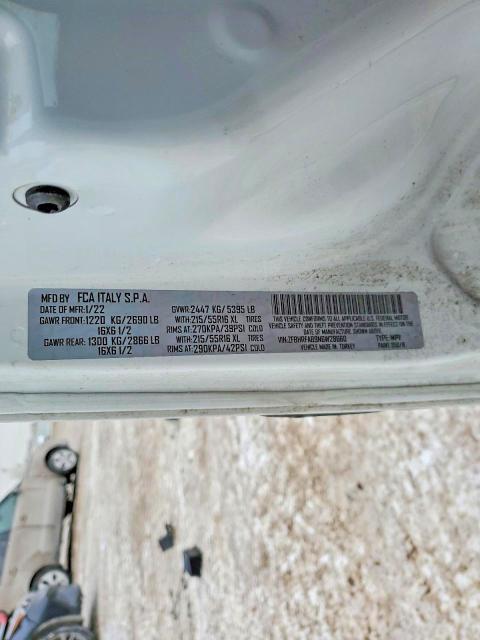 MFD BY FCA ITALY S.P.A.
DATE OF MFR: 1/22 GVWR: 2447 KG/5395 LB
GAWR FRONT: 1220 KG/2690 LB WITH: 215/55R16 XL TIRES
16X6 1/2 RIMS AT: 270KPA/39PSI COLD
GAWR REAR: 1300 KG/2866 LB WITH: 215/55R16 XL TIRES
16X6 1/2 RIMS AT: 290KPA/42PSI COLD
THIS VEHICLE CONFORMS TO ALL APPLICABLE FEDERAL MOTOR
VEHICLE SAFETY AND THEFT PREVENTION STANDARDS IN EFFECT ON THE
DATE OF MANUFACTURE SHOWN ABOVE.
TYPE: MPV
VEHICLE MADE IN: TURKEY PAINT: